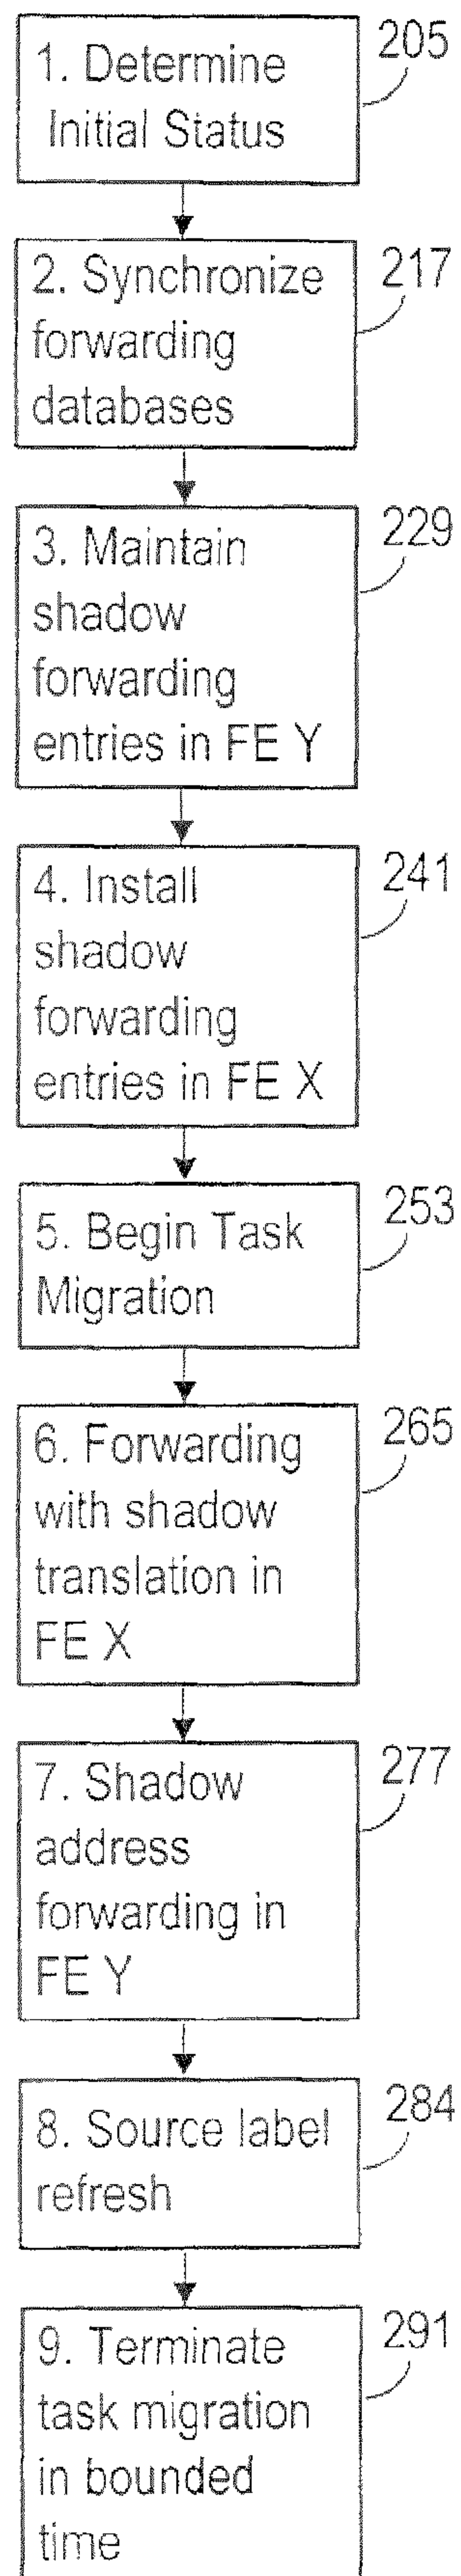 205
1. Determine
Initial Status
217
2. Synchronize
forwarding
databases
229
3. Maintain
shadow
forwarding
entries in FE Y
241
4. Install
shadow
forwarding
entries in FE X
253
5. Begin Task
Migration
265
6. Forwarding
with shadow
translation in
FE X
277
7. Shadow
address
forwarding in
FE Y
284
8. Source label
refresh
291
9. Terminate
task migration
in bounded
time